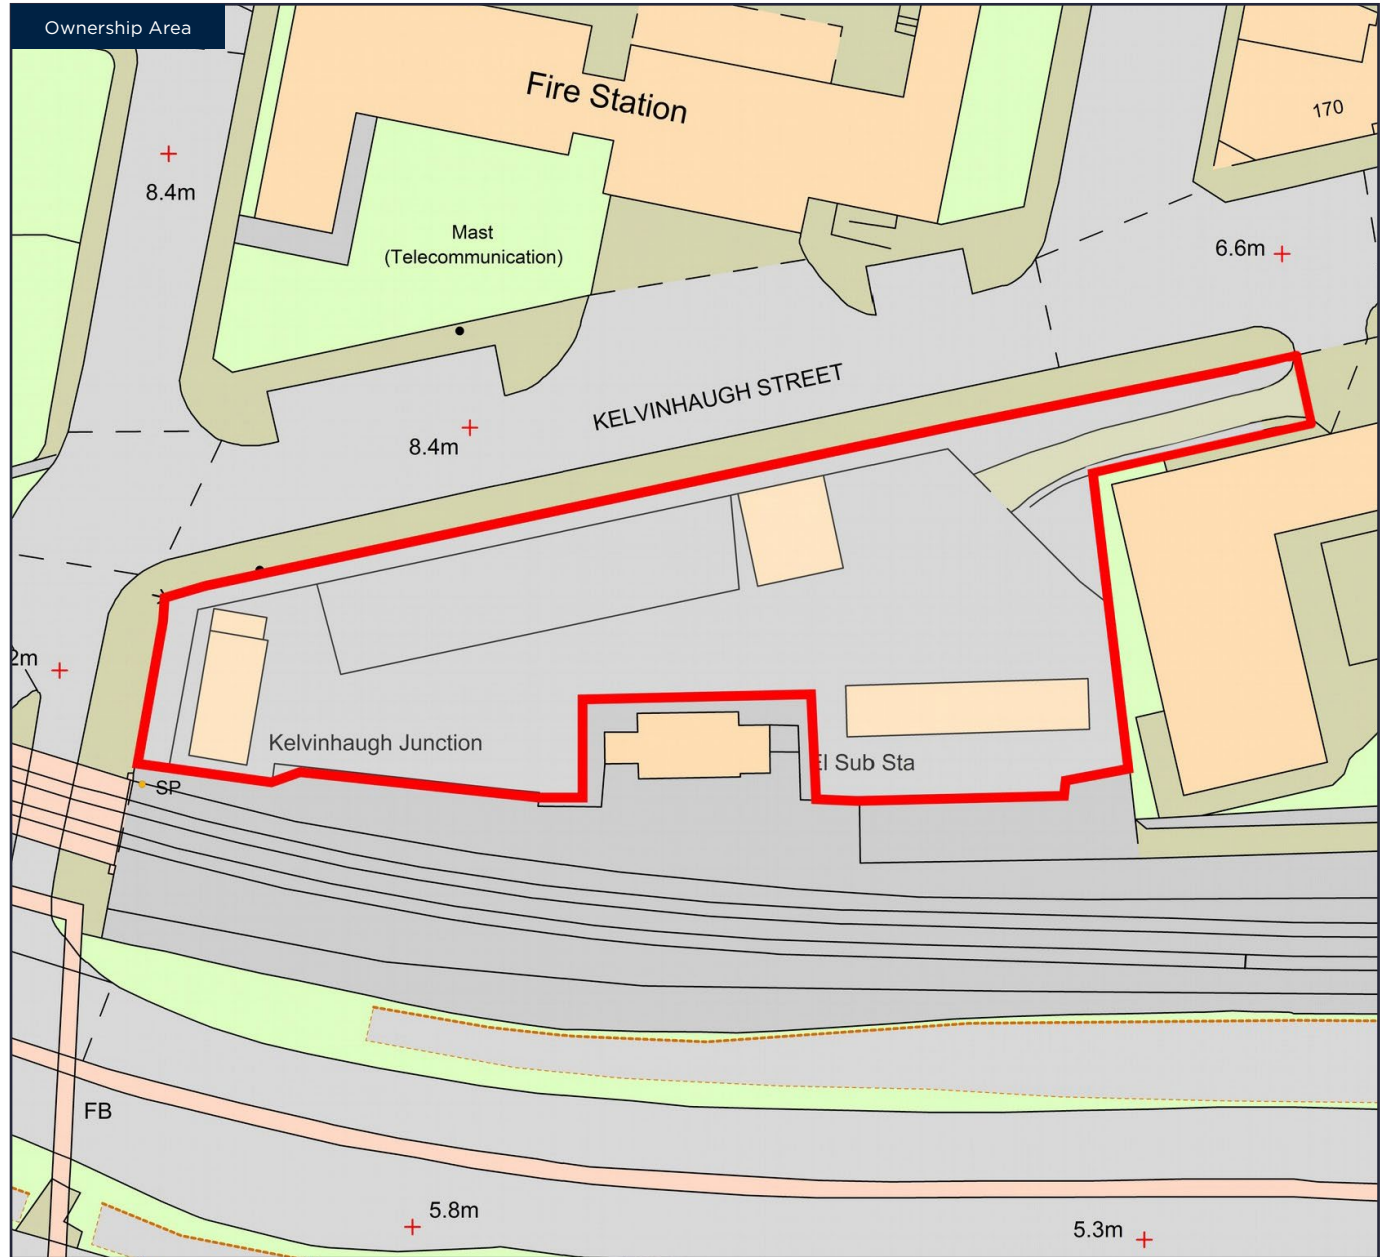 Ownership Area
Fire Station
170
8.4m
Mast
(Telecommunication)
6.6m
KELVINHAUGH STREET
8.4m
2m
Kelvinhaugh Junction
El Sub Sta
SP
FB
5.8m
5.3m